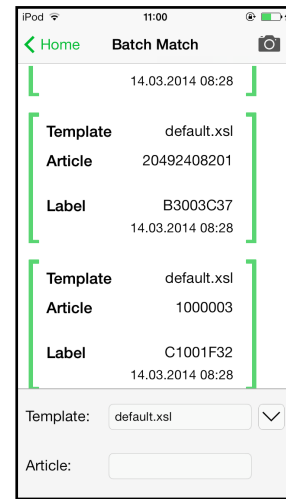 iPod 11:00
Home Batch Match
14.03.2014 08:28
Template default.xsl
Article 20492408201
Label B3003C37
14.03.2014 08:28
Template default.xsl
Article 1000003
Label C1001F32
14.03.2014 08:28
Template: default.xsl
Article: